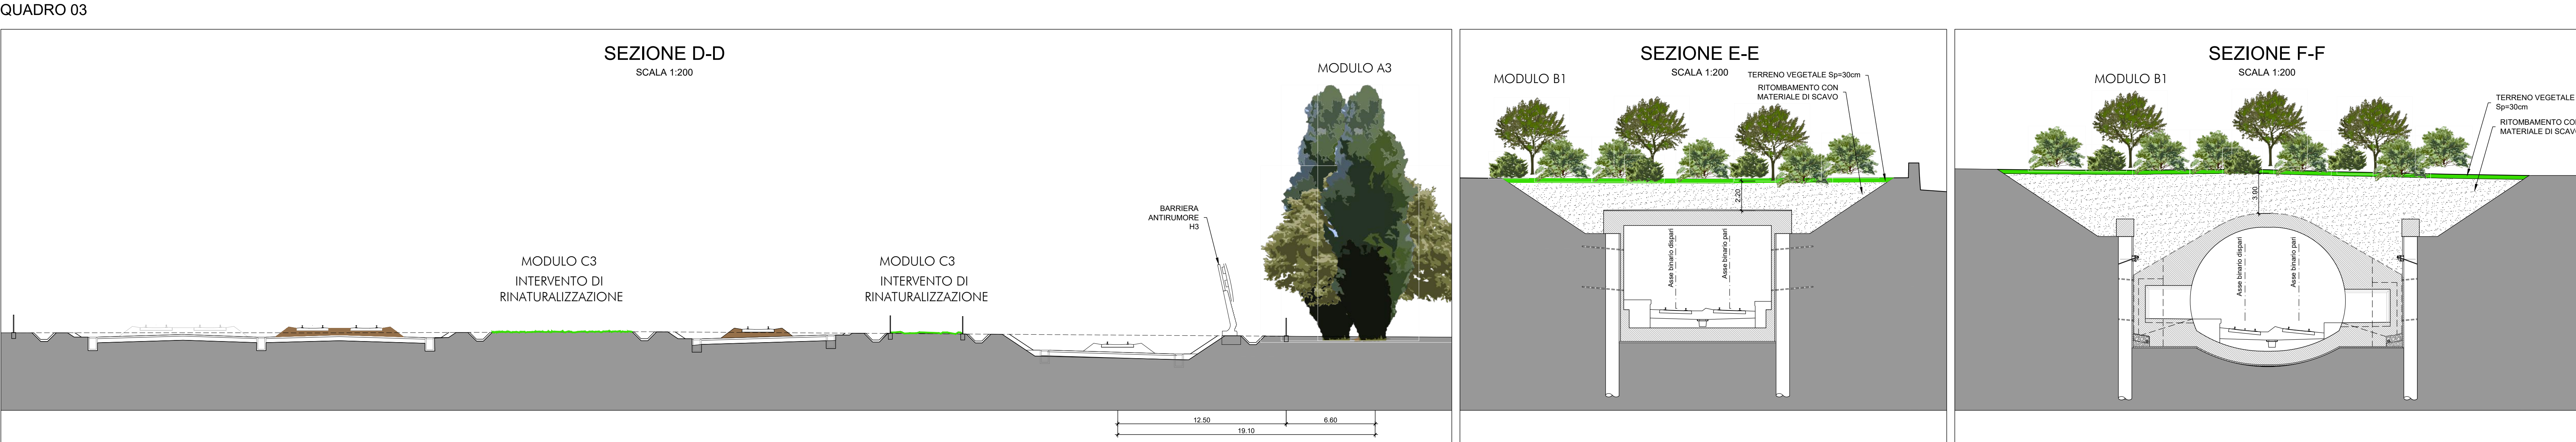 QUADRO 03
SEZIONE D-D
SCALA 1:200
MODULO A3
BARRIERA
ANTIRUMORE
H3
MODULO C3
INTERVENTO DI
RINATURALIZZAZIONE
MODULO C3
INTERVENTO DI
RINATURALIZZAZIONE
12.50
6.60
19.10
SEZIONE E-E
SCALA 1:200
MODULO B1
TERRENO VEGETALE Sp=30cm
RITOMBAMENTO CON
MATERIALE DI SCAVO
2.20
Asse binario dispari
Asse binario pari
SEZIONE F-F
SCALA 1:200
MODULO B1
TERRENO VEGETALE
Sp=30cm
RITOMBAMENTO CO
MATERIALE DI SCAV
3.90
Asse binario dispari
Asse binario pari